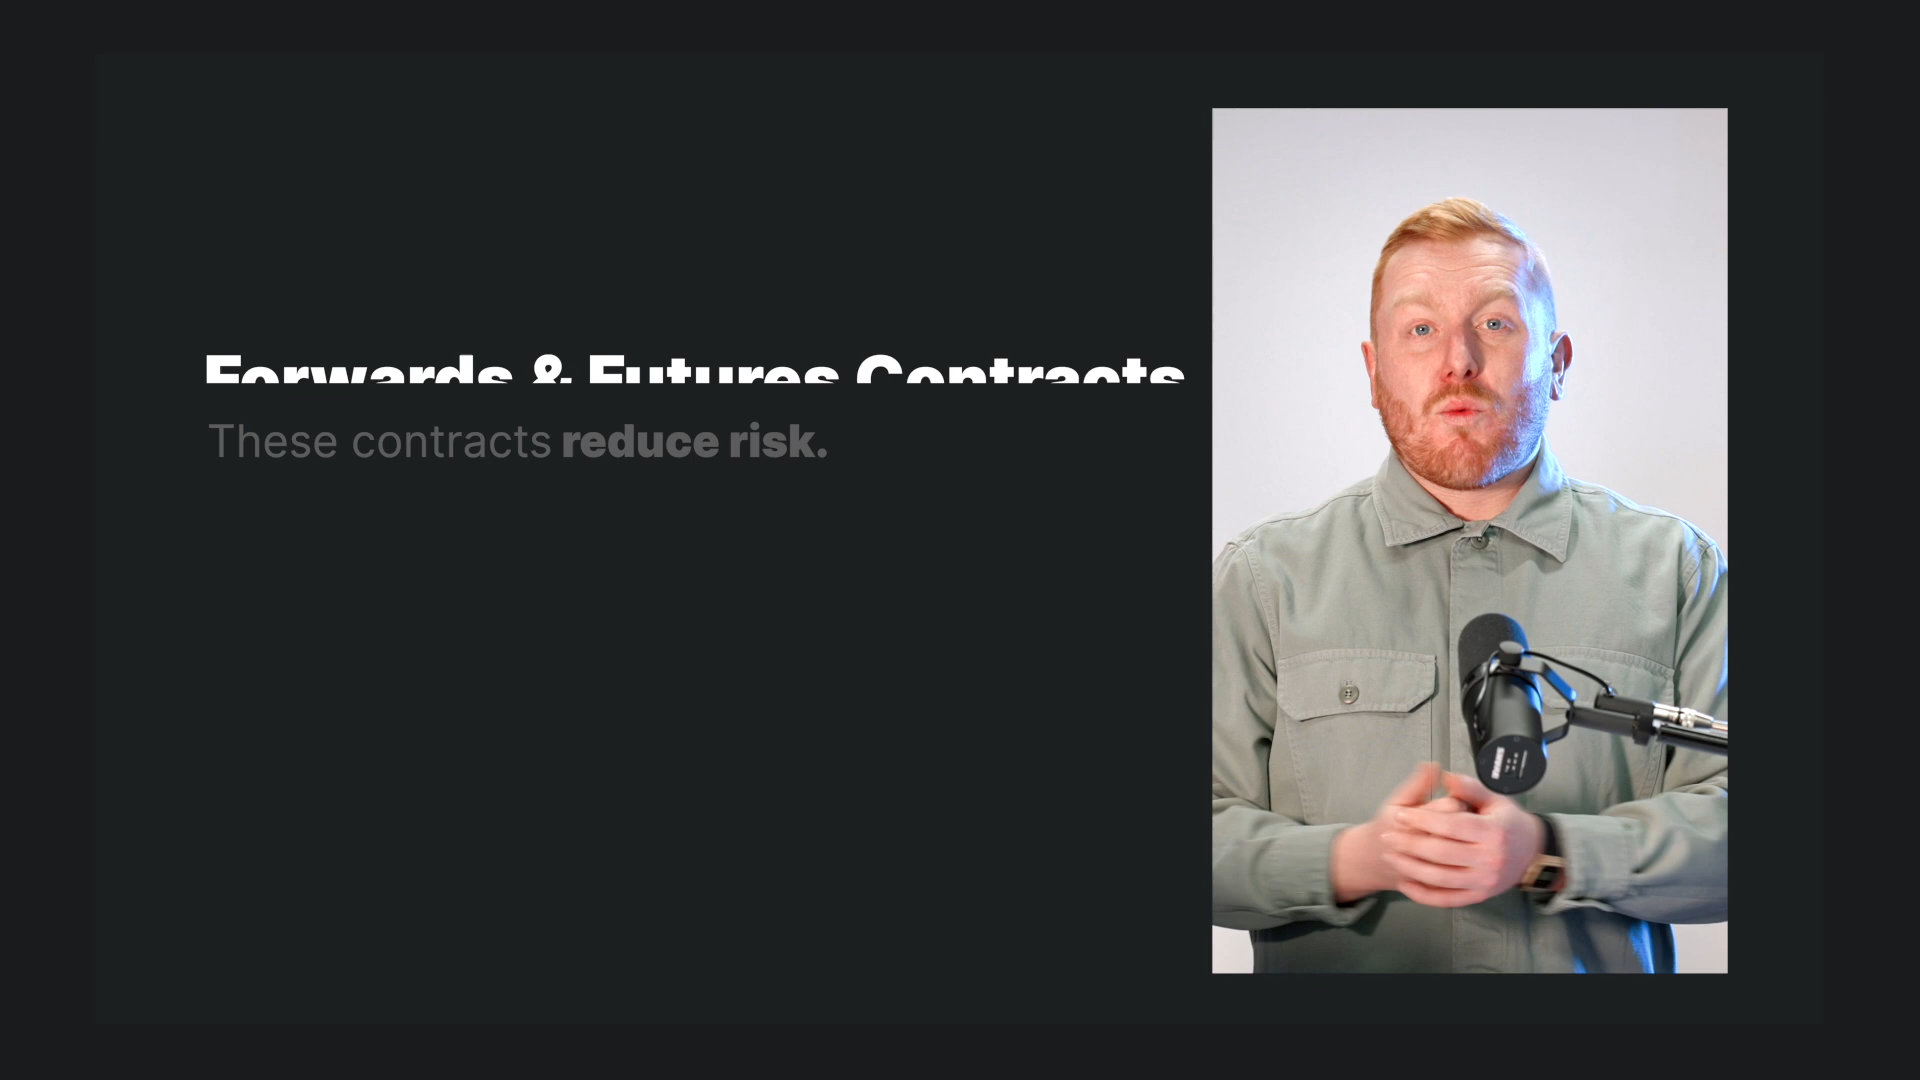 Forwards & Futures Contracts
These contracts reduce risk.